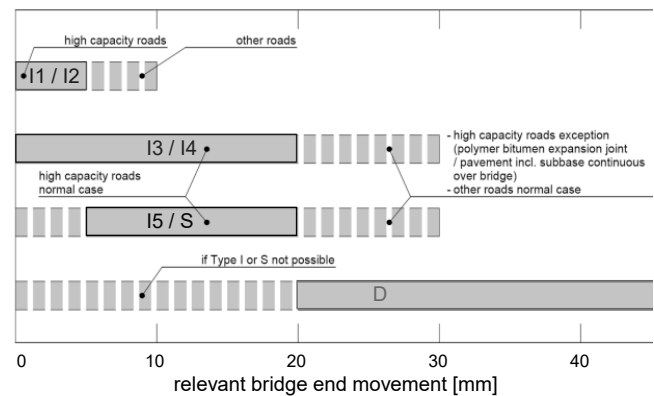 high capacity roads
other roads
I1 / I2
I3 / I4
- high capacity roads exception
(polymer bitumen expansion joint
/ pavement incl. subbase continuous
over bridge)
- other roads normal case
high capacity roads
normal case
I5 / S
if Type I or S not possible
D
0 10 20 30 40
relevant bridge end movement [mm]